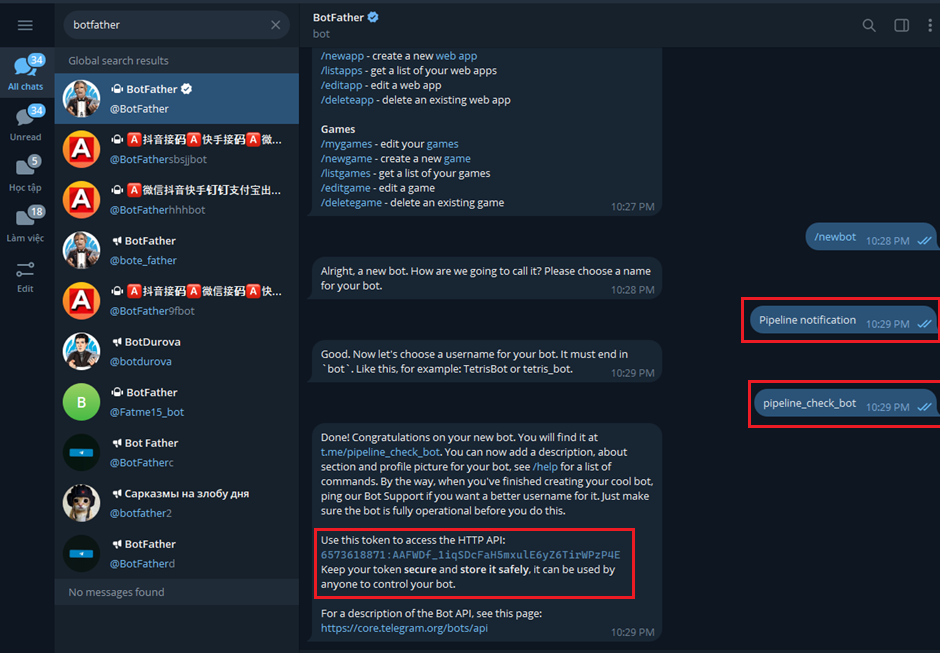 botfather
Global search results
34
All chats
34
Unread
5
Học tập
18
Làm việc
Edit
BotFather
@BotFather
A抖音接码A快手接码A微...
@BotFathersbsjjbot
A微信抖音快手钉钉支付宝出...
@BotFatherhhhbot
BotFather
@bote_father
A抖音接码A微信接码A快...
@BotFather9fbot
BotDurova
@botdurova
B
BotFather
@Fatme15_bot
Bot Father
@BotFatherc
Сарказмы на злобу дня
@botfather2
BotFather
@BotFatherd
No messages found
BotFather
bot
/newapp - create a new web app
/listapps - get a list of your web apps
/editapp - edit a web app
/deleteapp - delete an existing web app
Games
/mygames - edit your games
/newgame - create a new game
/listgames - get a list of your games
/editgame - edit a game
/deletegame - delete an existing game
10:27 PM
/newbot 10:28 PM
Alright, a new bot. How are we going to call it? Please choose a name
for your bot.
10:28 PM
Pipeline notification 10:29 PM
Good. Now let's choose a username for your bot. It must end in
`bot`. Like this, for example: TetrisBot or tetris_bot.
10:29 PM
pipeline_check_bot 10:29 PM
Done! Congratulations on your new bot. You will find it at
t.me/pipeline_check_bot. You can now add a description, about
section and profile picture for your bot, see /help for a list of
commands. By the way, when you've finished creating your cool bot,
ping our Bot Support if you want a better username for it. Just make
sure the bot is fully operational before you do this.
Use this token to access the HTTP API:
6573618871:AAFWDf_1iqSDcFaH5mxulE6yZ6TirWPzP4E
Keep your token secure and store it safely, it can be used by
anyone to control your bot.
For a description of the Bot API, see this page:
https://core.telegram.org/bots/api
10:29 PM